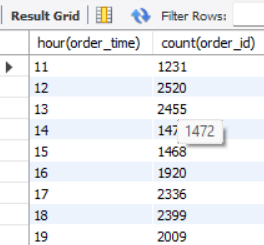 Result Grid Filter Rows:
hour(order_time) count(order_id)
11 1231
12 2520
13 2455
14 147 1472
15 1468
16 1920
17 2336
18 2399
19 2009